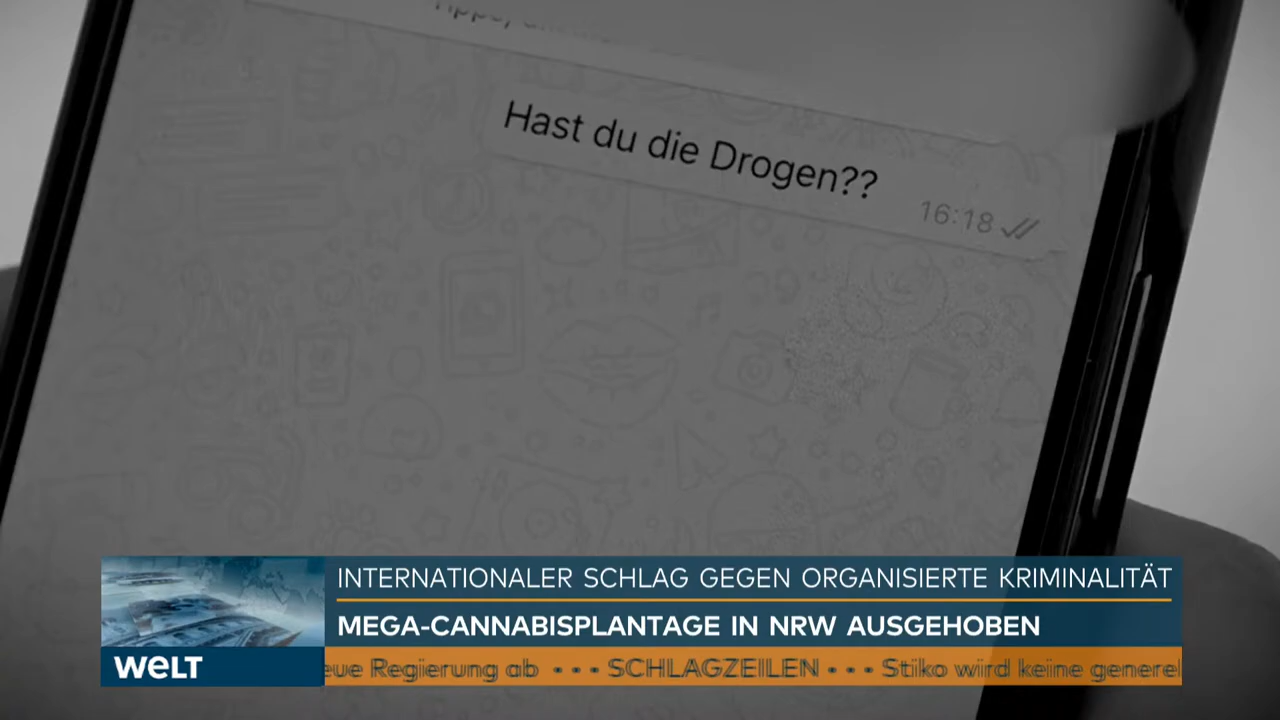 Hast du die Drogen??
16:18
INTERNATIONALER SCHLAG GEGEN ORGANISIERTE KRIMINALITÄT
MEGA-CANNABISPLANTAGE IN NRW AUSGEHOBEN
welt
Regierung ab • • • SCHLAGZEILEN • • • Stiko wird keine